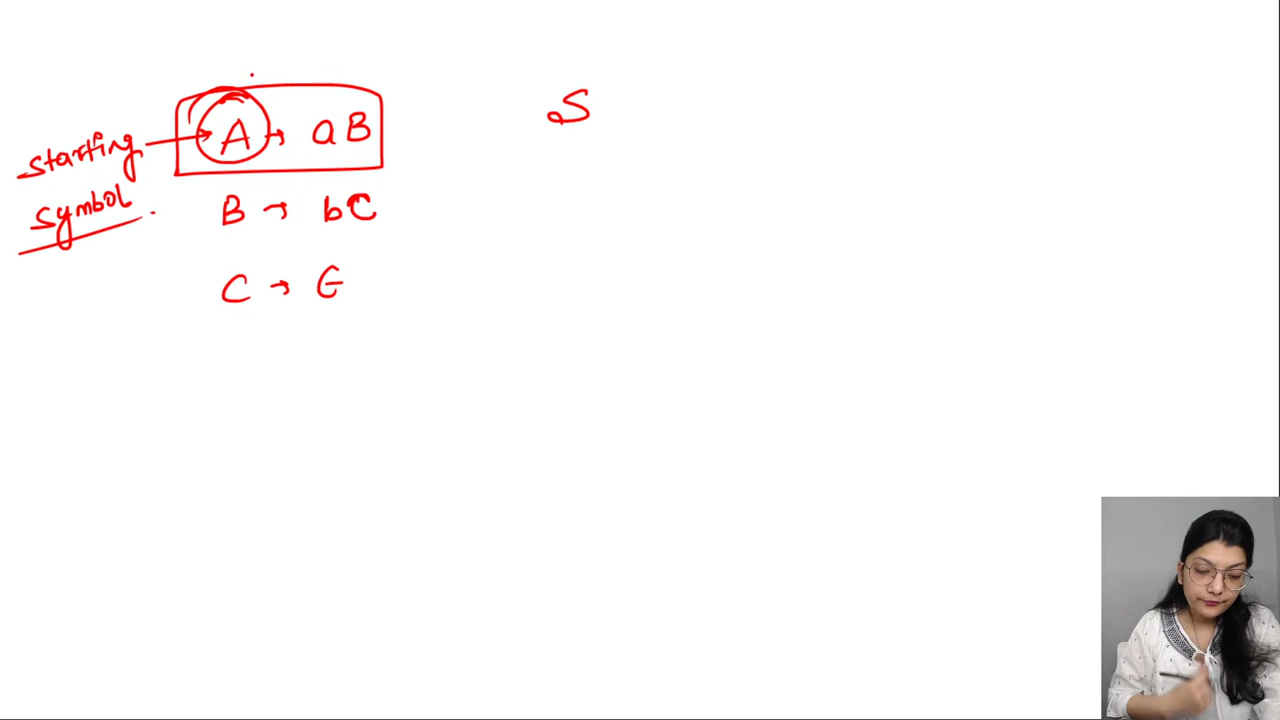 starting symbol
A → aB
B → bC
C → ε
S